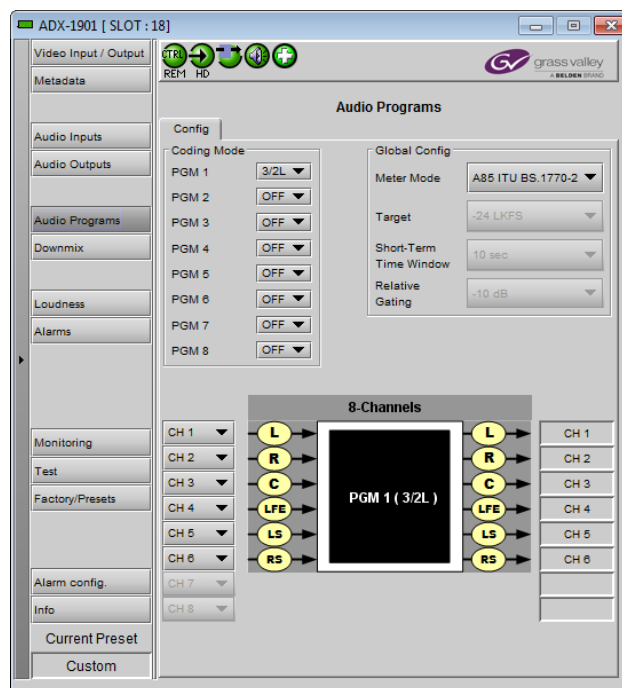 ADX-1901 [ SLOT : 18]
Video Input / Output
Metadata
Audio Inputs
Audio Outputs
Audio Programs
Downmix
Loudness
Alarms
Monitoring
Test
Factory/Presets
Alarm config.
Info
Current Preset
Custom
CTRL
REM HD
GV grass valley
A BELDEN BRAND
Audio Programs
Config
Coding Mode
PGM 1 3/2L
PGM 2 OFF
PGM 3 OFF
PGM 4 OFF
PGM 5 OFF
PGM 6 OFF
PGM 7 OFF
PGM 8 OFF
Global Config
Meter Mode A85 ITU BS.1770-2
Target -24 LKFS
Short-Term Time Window 10 sec
Relative Gating -10 dB
8-Channels
CH 1 L L CH 1
CH 2 R R CH 2
CH 3 C C CH 3
CH 4 LFE LFE CH 4
CH 5 LS LS CH 5
CH 6 RS RS CH 6
CH 7
CH 8
PGM 1 ( 3/2L )